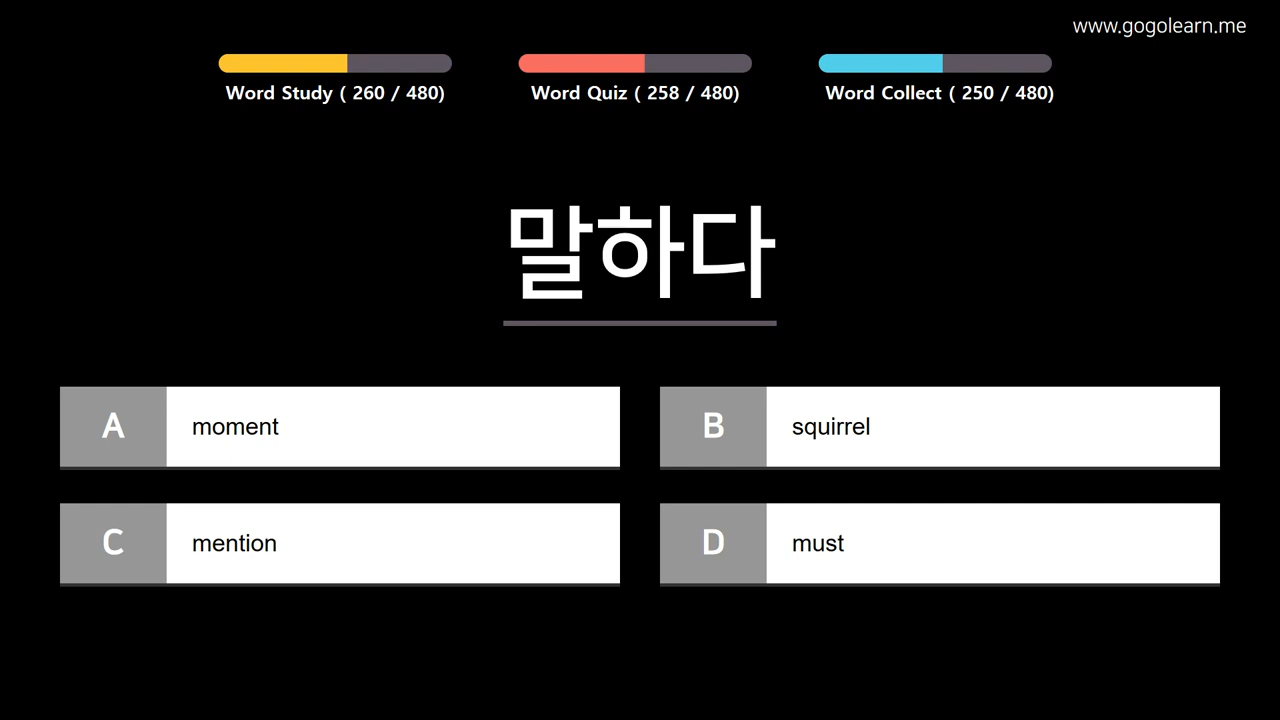 www.gogolearn.me
Word Study ( 260 / 480)
Word Quiz ( 258 / 480)
Word Collect ( 250 / 480)
말하다
A moment
B squirrel
C mention
D must